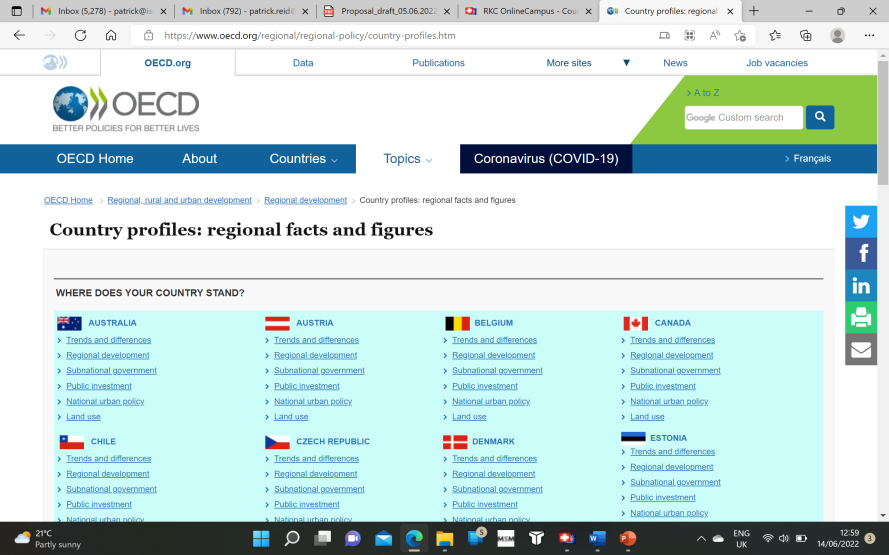 Inbox (5,278) - patrick@is
Inbox (792) - patrick.reid@
Proposal_draft_05.06.2022
RKC OnlineCampus - Cou
Country profiles: regional
https://www.oecd.org/regional/regional-policy/country-profiles.htm
OECD.org
Data
Publications
More sites
News
Job vacancies
OECD
BETTER POLICIES FOR BETTER LIVES
A to Z
Google Custom search
OECD Home
About
Countries
Topics
Coronavirus (COVID-19)
Français
OECD Home > Regional, rural and urban development > Regional development > Country profiles: regional facts and figures
Country profiles: regional facts and figures
WHERE DOES YOUR COUNTRY STAND?
AUSTRALIA
Trends and differences
Regional development
Subnational government
Public investment
National urban policy
Land use
AUSTRIA
Trends and differences
Regional development
Subnational government
Public investment
National urban policy
Land use
BELGIUM
Trends and differences
Regional development
Subnational government
Public investment
National urban policy
Land use
CANADA
Trends and differences
Regional development
Subnational government
Public investment
National urban policy
Land use
CHILE
Trends and differences
Regional development
Subnational government
Public investment
National urban policy
CZECH REPUBLIC
Trends and differences
Regional development
Subnational government
Public investment
National urban policy
DENMARK
Trends and differences
Regional development
Subnational government
Public investment
National urban policy
ESTONIA
Trends and differences
Regional development
Subnational government
Public investment
National urban policy
21°C
Partly sunny
5
MSM
ENG
UK
12:59
14/06/2022
3